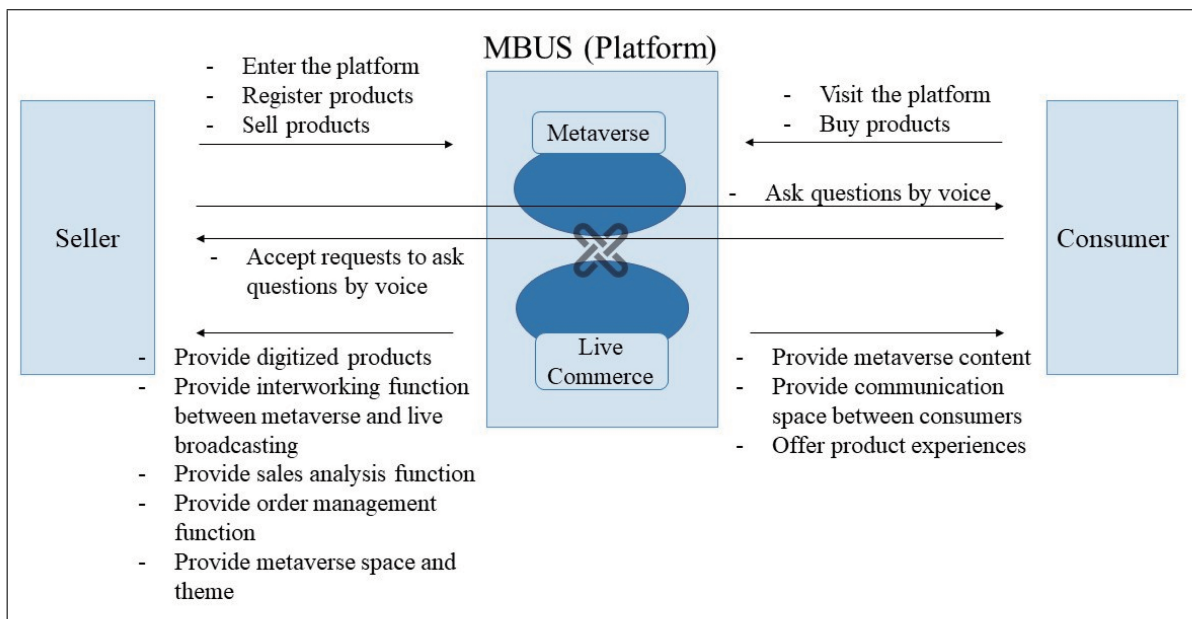 MBUS (Platform)
- Enter the platform
- Register products
- Sell products
- Visit the platform
- Buy products
Metaverse
- Ask questions by voice
Seller
Consumer
- Accept requests to ask
questions by voice
Live
Commerce
- Provide digitized products
- Provide interworking function
between metaverse and live
broadcasting
- Provide sales analysis function
- Provide order management
function
- Provide metaverse space and
theme
- Provide metaverse content
- Provide communication
space between consumers
- Offer product experiences